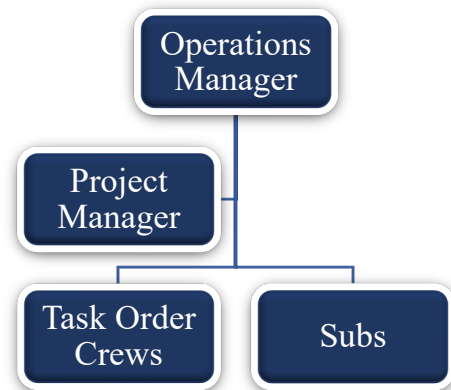 Operations
Manager
Project
Manager
Task Order
Crews
Subs